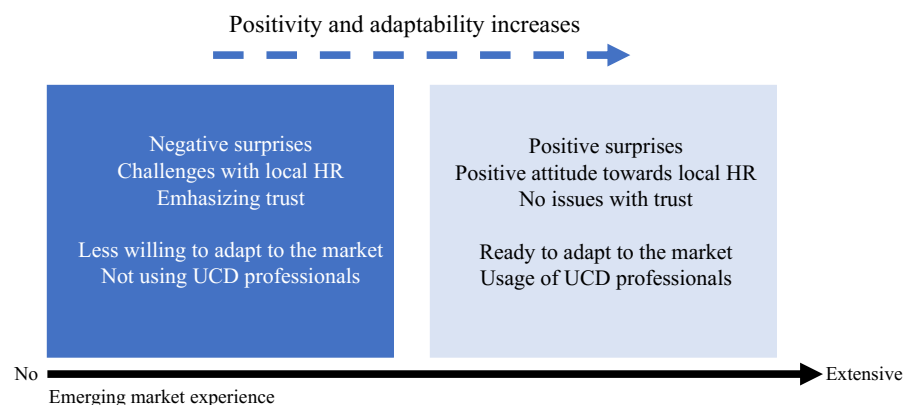 Positivity and adaptability increases
Negative surprises
Challenges with local HR
Emhasizing trust
Less willing to adapt to the market
Not using UCD professionals
Positive surprises
Positive attitude towards local HR
No issues with trust
Ready to adapt to the market
Usage of UCD professionals
No
Extensive
Emerging market experience